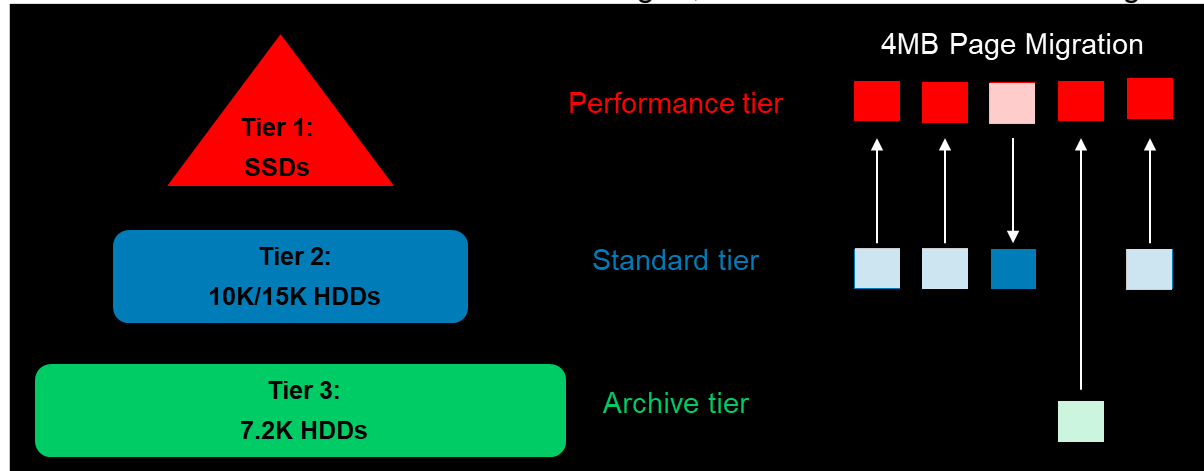 4MB Page Migration
Tier 1:
SSDs
Performance tier
Tier 2:
10K/15K HDDs
Standard tier
Tier 3:
7.2K HDDs
Archive tier